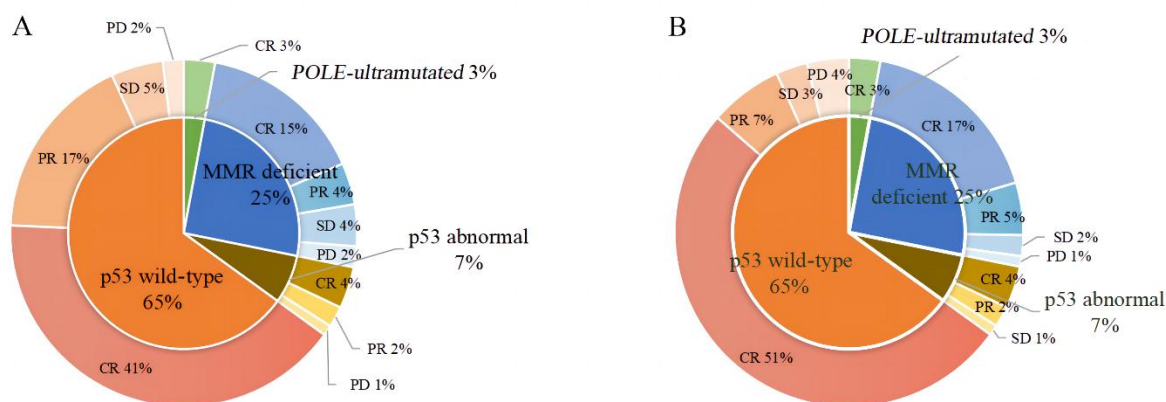 A
PD 2%
CR 3%
POLE-ultramutated 3%
SD 5%
CR 15%
PR 17%
MMR deficient
25%
PR 4%
SD 4%
p53 abnormal
7%
PD 2%
CR 4%
p53 wild-type
65%
PR 2%
CR 41%
PD 1%
B
POLE-ultramutated 3%
PD 4%
CR 3%
SD 3%
PR 7%
CR 17%
MMR
deficient 25%
PR 5%
SD 2%
PD 1%
p53 wild-type
65%
CR 4%
p53 abnormal
7%
PR 2%
SD 1%
CR 51%